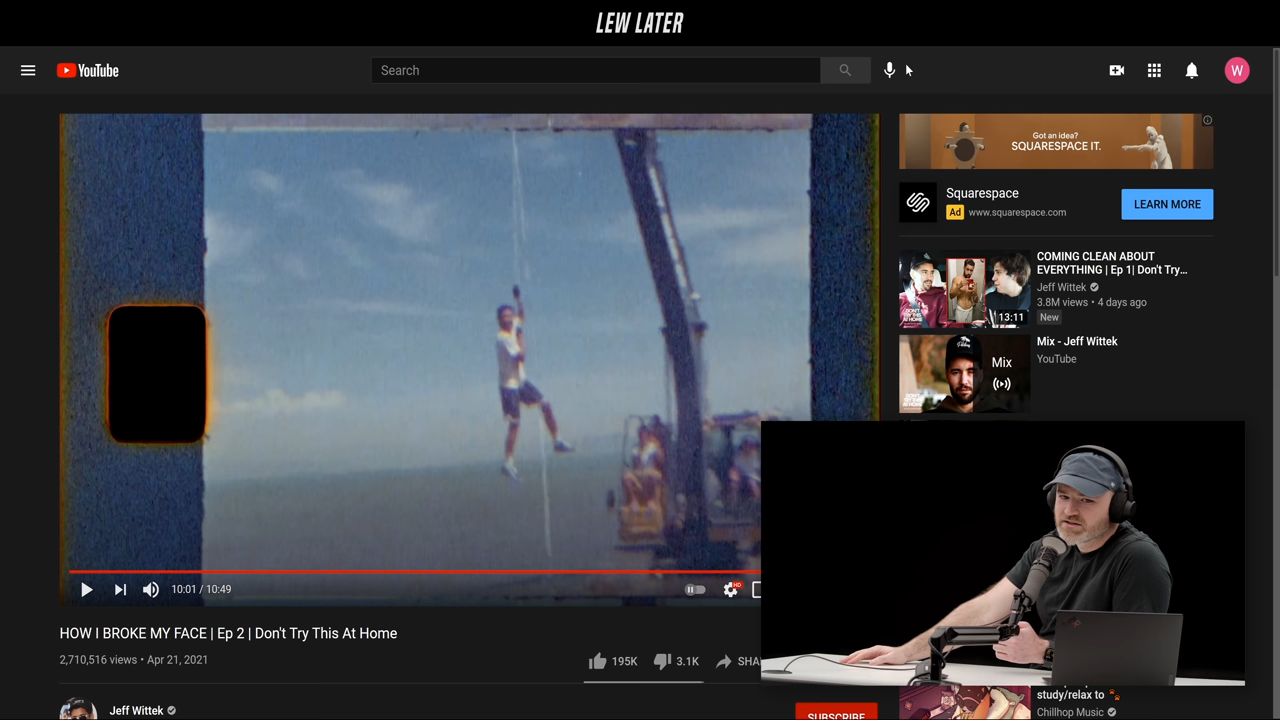 LEW LATER
YouTube
Search
W
Got an idea?
SQUARESPACE IT.
Squarespace
Ad www.squarespace.com
LEARN MORE
COMING CLEAN ABOUT
EVERYTHING | Ep 1| Don't Try...
Jeff Wittek
3.8M views • 4 days ago
New
13:11
Mix - Jeff Wittek
YouTube
Mix
10:01 / 10:49
HD
HOW I BROKE MY FACE | Ep 2 | Don't Try This At Home
2,710,516 views • Apr 21, 2021
195K
3.1K
SHA
Jeff Wittek
SUBSCRIBE
study/relax to
Chillhop Music